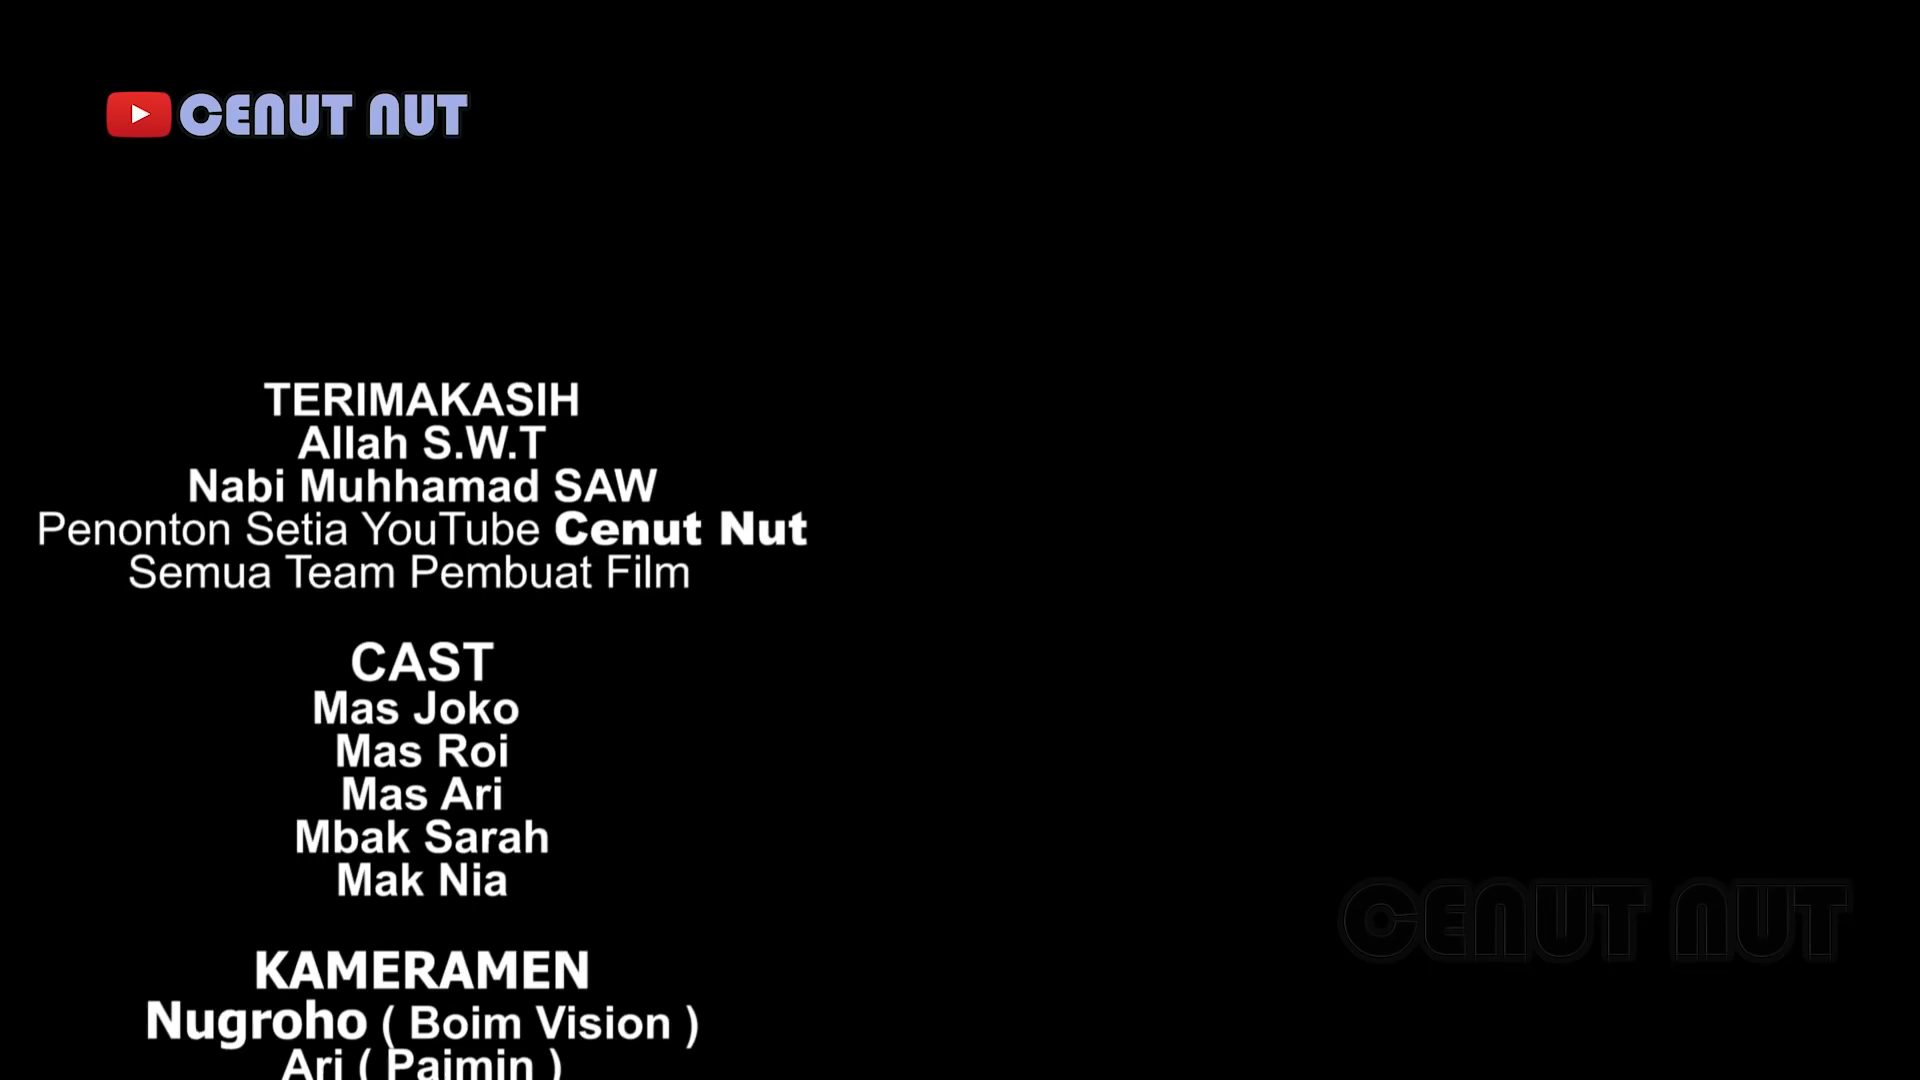 CENUT NUT
TERIMAKASIH
Allah S.W.T
Nabi Muhhamad SAW
Penonton Setia YouTube Cenut Nut
Semua Team Pembuat Film
CAST
Mas Joko
Mas Roi
Mas Ari
Mbak Sarah
Mak Nia
KAMERAMEN
Nugroho ( Boim Vision )
Ari ( Paimin )
CENUT NUT